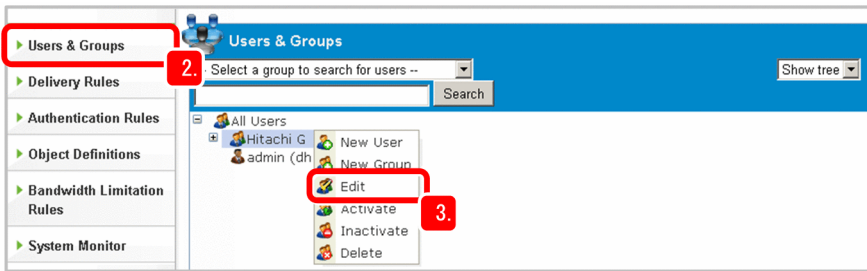 Users & Groups
Delivery Rules
Authentication Rules
Object Definitions
Bandwidth Limitation
Rules
System Monitor
2.
Users & Groups
- Select a group to search for users --
Show tree
Search
All Users
Hitachi G
admin (dh
New User
New Group
Edit
Activate
Inactivate
Delete
3.